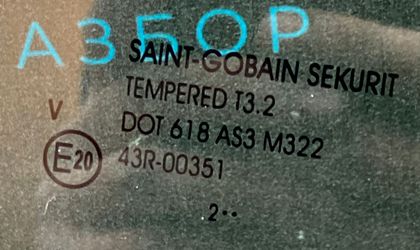 АЗБОР
SAINT-GOBAIN SEKURIT
TEMPERED T3.2
V
DOT 618 AS3 M322
E20 43R-00351
2··